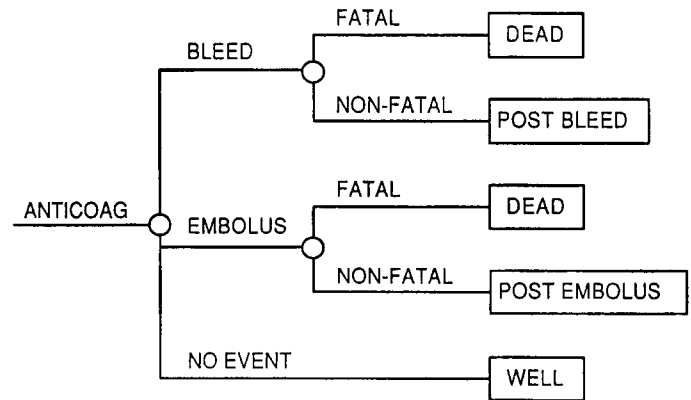 FATAL
DEAD
BLEED
NON-FATAL
POST BLEED
FATAL
DEAD
ANTICOAG
EMBOLUS
NON-FATAL
POST EMBOLUS
NO EVENT
WELL